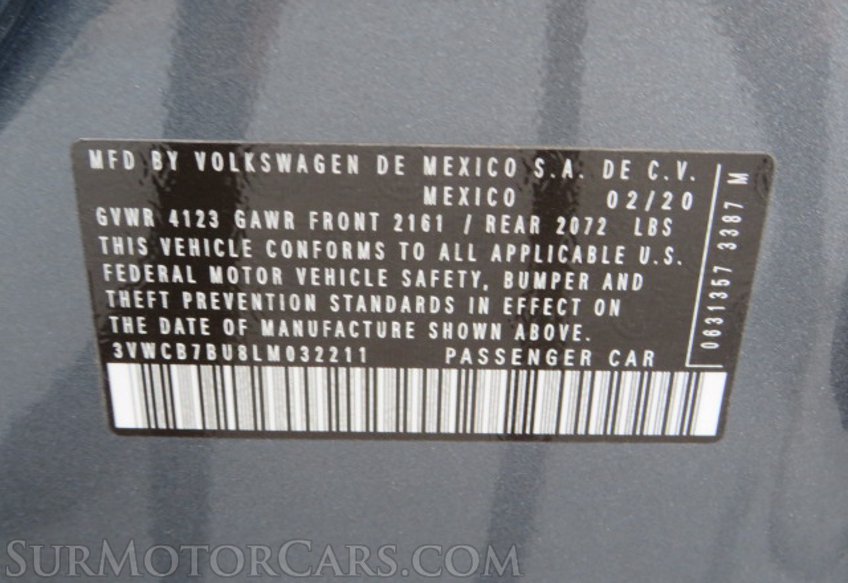 MFD BY VOLKSWAGEN DE MEXICO S.A. DE C.V.
MEXICO 02/20
GVWR 4123 GAWR FRONT 2161 / REAR 2072 LBS
THIS VEHICLE CONFORMS TO ALL APPLICABLE U.S.
FEDERAL MOTOR VEHICLE SAFETY, BUMPER AND
THEFT PREVENTION STANDARDS IN EFFECT ON
THE DATE OF MANUFACTURE SHOWN ABOVE.
3VWCB7BU8LM032211 PASSENGER CAR
0631357 3387 M
SURMOTORCARS.COM